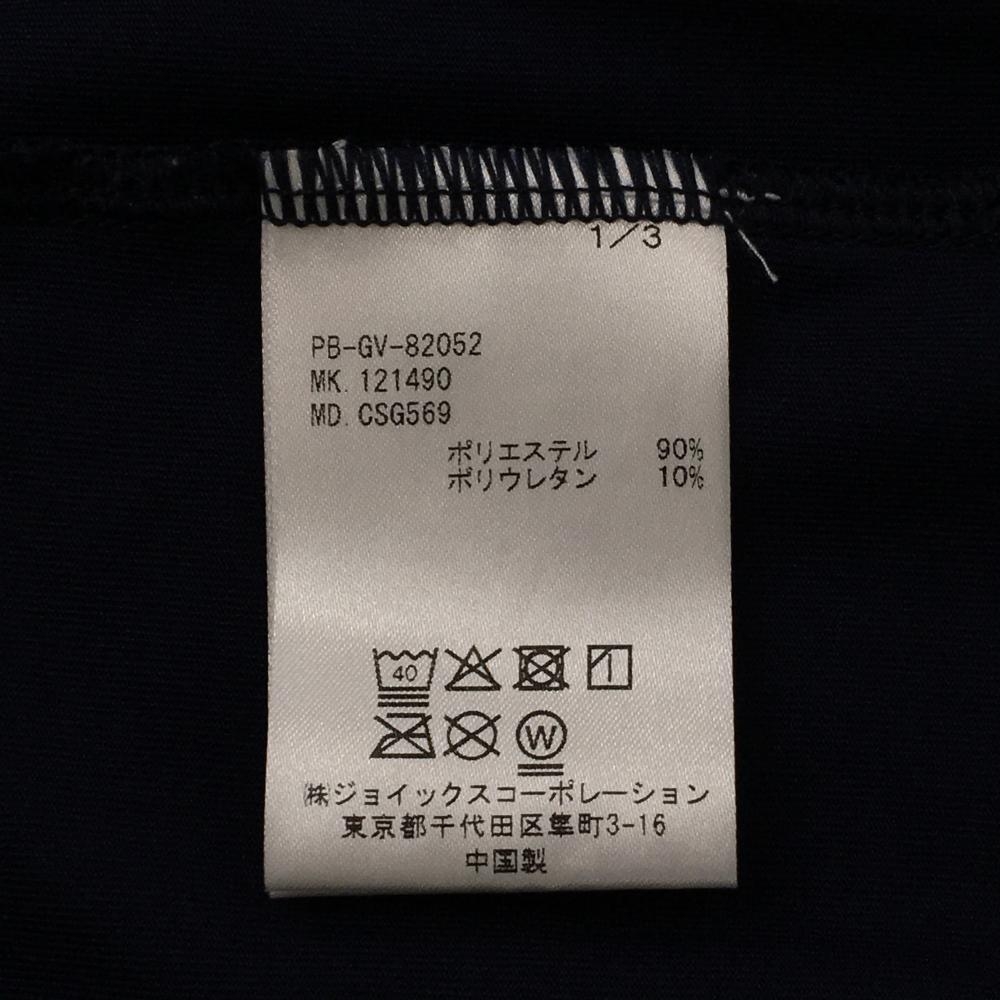 1/3
PB-GV-82052
MK. 121490
MD. CSG569
ポリエステル 90%
ポリウレタン 10%
40
W
㈱ジョイックスコーポレーション
東京都千代田区隼町3-16
中国製